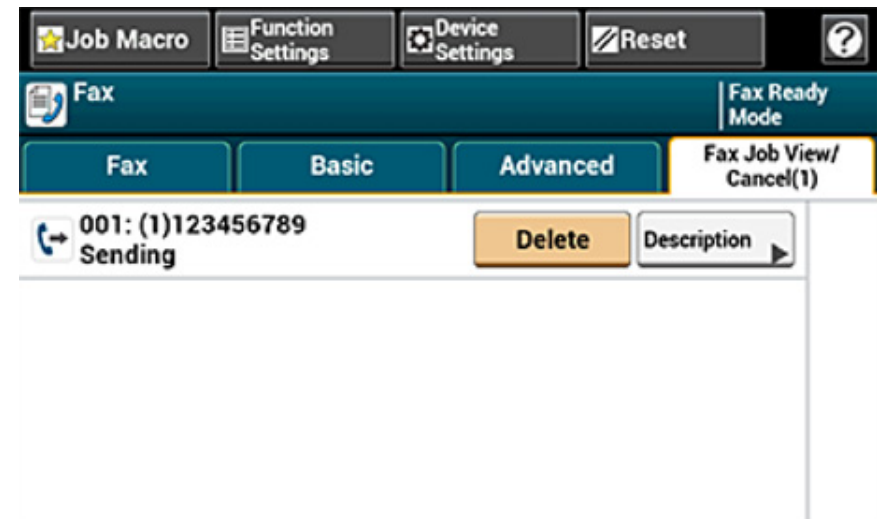 Job Macro
Function
Settings
Device
Settings
Reset
?
Fax
Fax Ready
Mode
Fax
Basic
Advanced
Fax Job View/
Cancel(1)
001: (1)123456789
Sending
Delete
Description